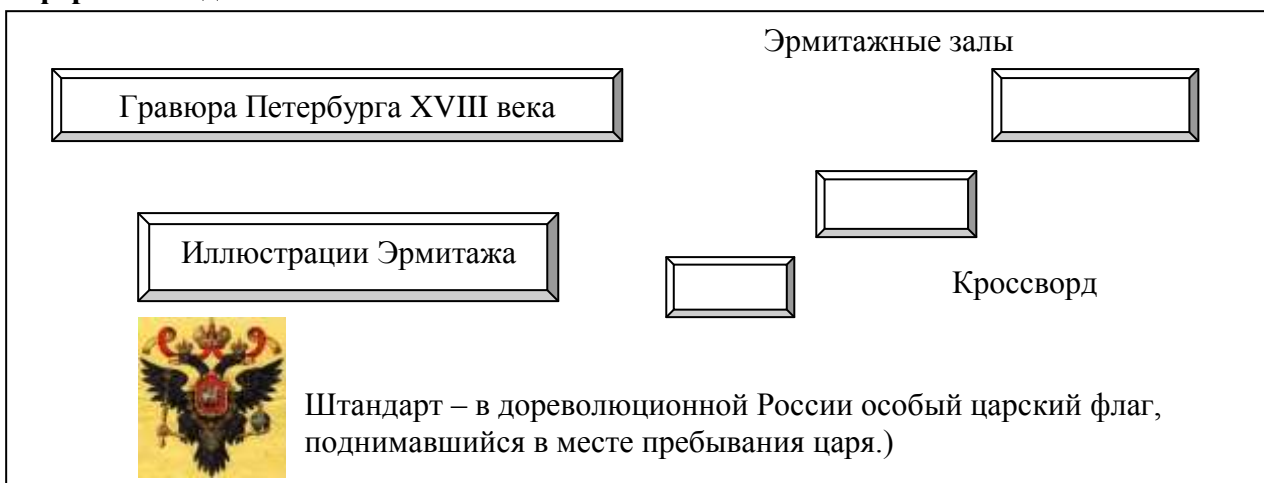 Эрмитажные залы
Гравюра Петербурга XVIII века
Иллюстрации Эрмитажа
Кроссворд
Штандарт – в дореволюционной России особый царский флаг,
поднимавшийся в месте пребывания царя.)